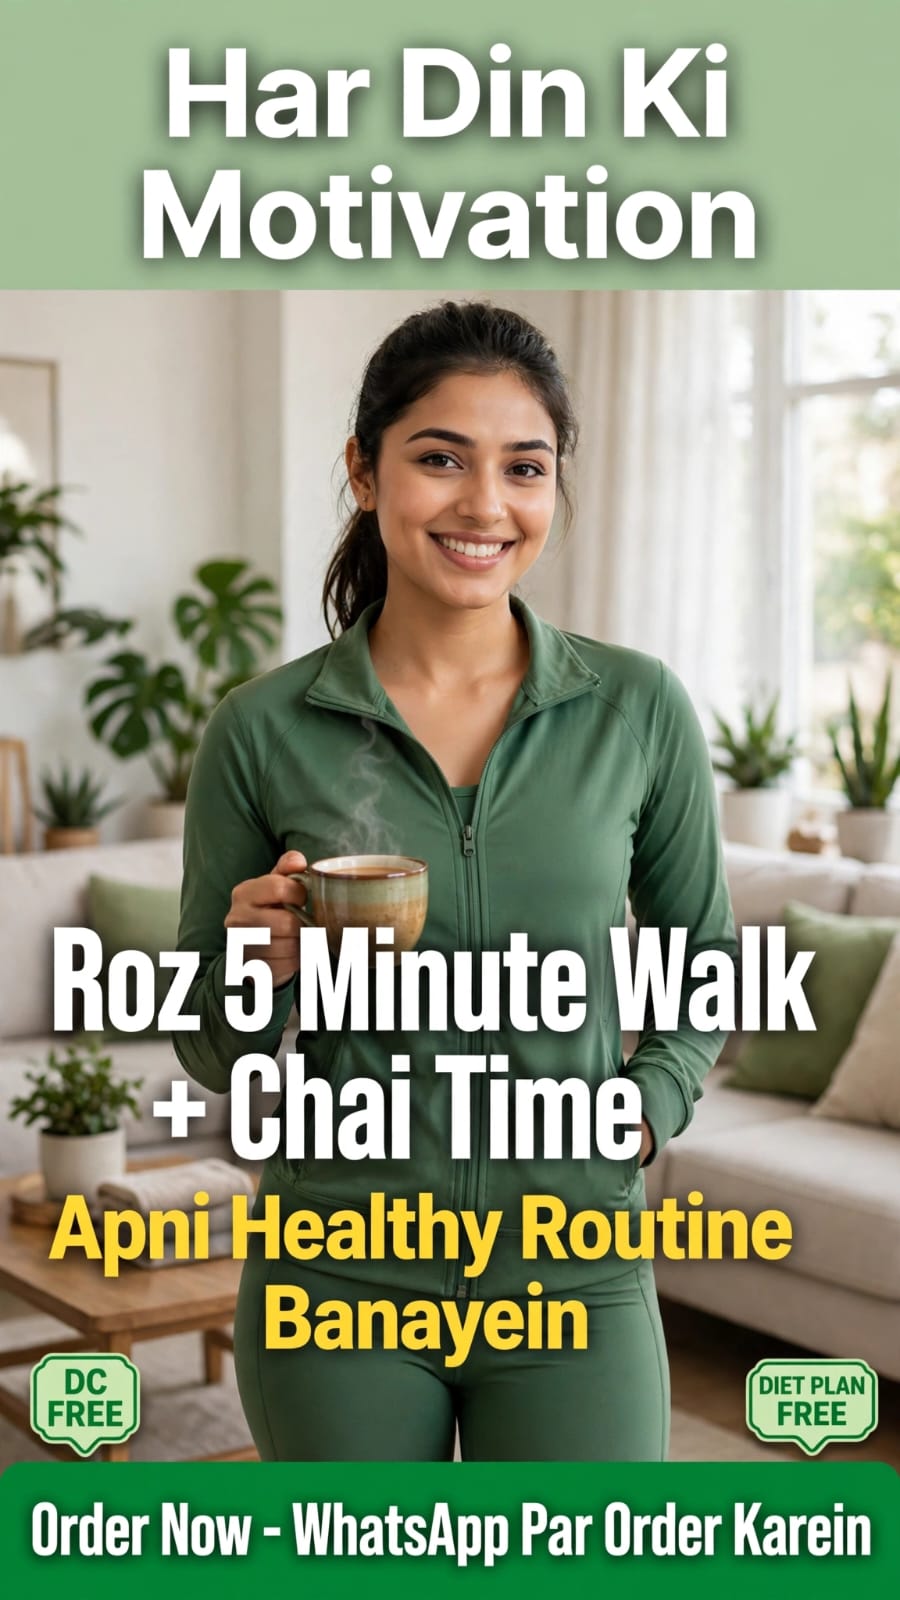 Har Din Ki
Motivation
Roz 5 Minute Walk
+ Chai Time
Apni Healthy Routine
Banayein
DC
FREE
DIET PLAN
FREE
Order Now - WhatsApp Par Order Karein